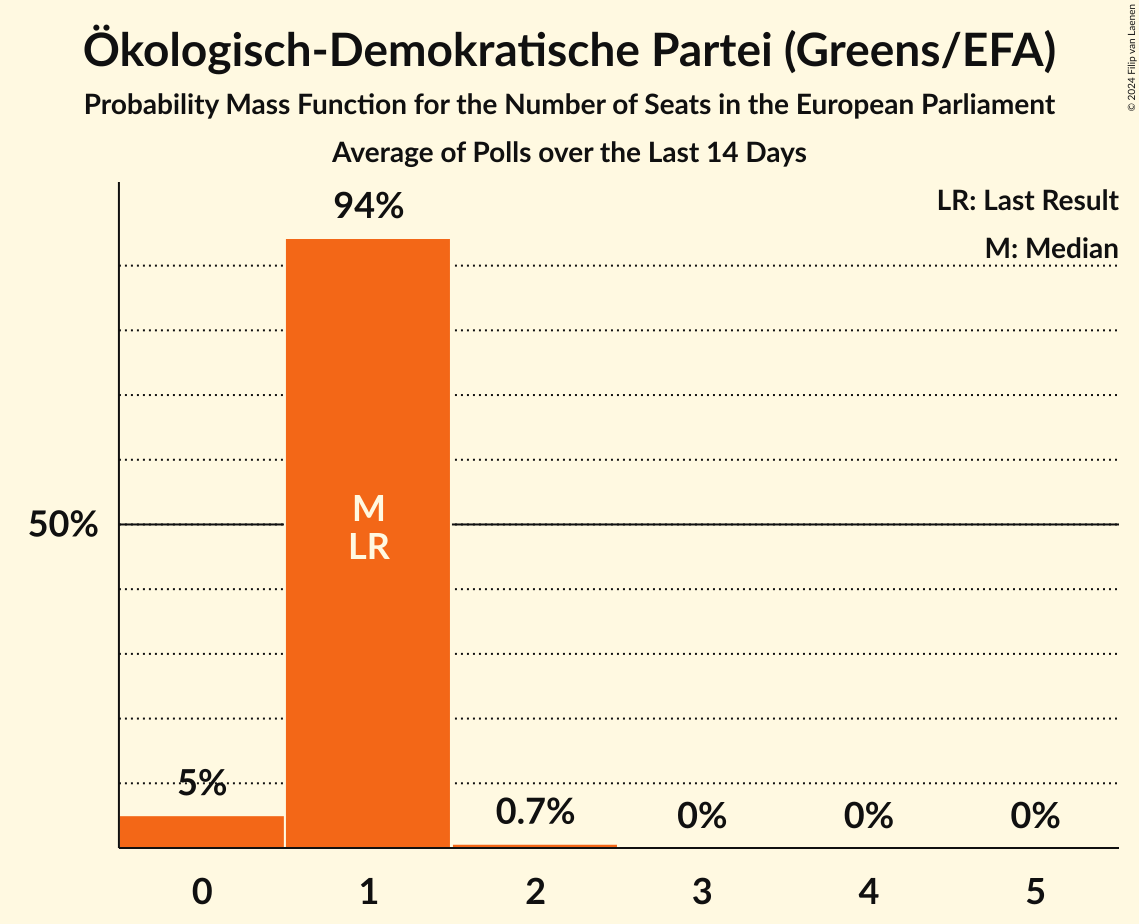 Ökologisch-Demokratische Partei (Greens/EFA)
Probability Mass Function for the Number of Seats in the European Parliament
Average of Polls over the Last 14 Days
© 2024 Filip van Laenen
LR: Last Result
M: Median
94%
50%
M
LR
5%
0.7%
0%
0%
0%
0
1
2
3
4
5